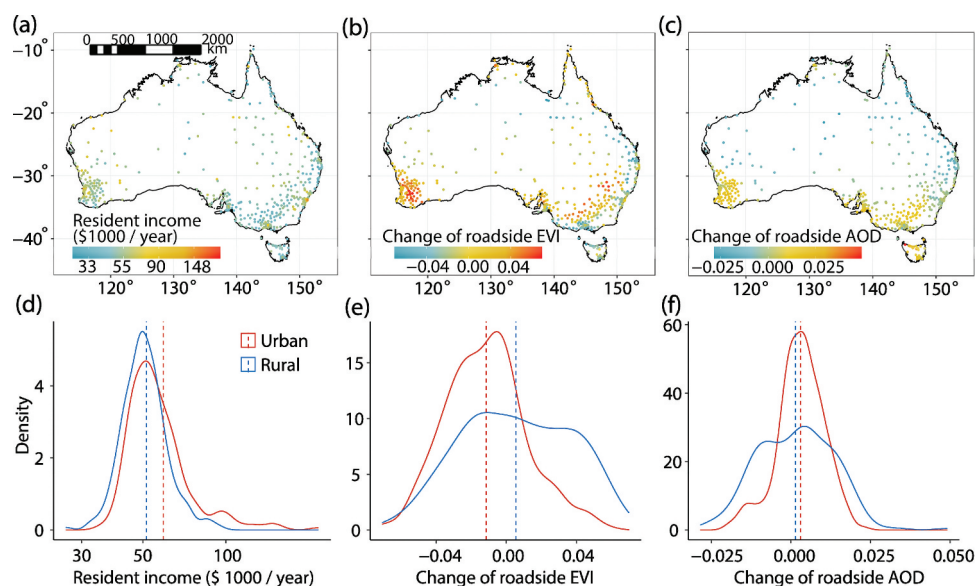 (a)
0 500 1000 2000
km
(b)
(c)
−10°
−20°
−30°
−40°
Resident income
($1000 / year)
33 55 90 148
Change of roadside EVI
−0.04 0.00 0.04
Change of roadside AOD
−0.025 0.000 0.025
120° 130° 140° 150°
120° 130° 140° 150°
120° 130° 140° 150°
(d)
Density
4
2
0
Urban
Rural
30 50 100
Resident income ($ 1000 / year)
(e)
15
10
5
0
−0.04 0.00 0.04
Change of roadside EVI
(f)
60
40
20
0
−0.025 0.000 0.025 0.050
Change of roadside AOD